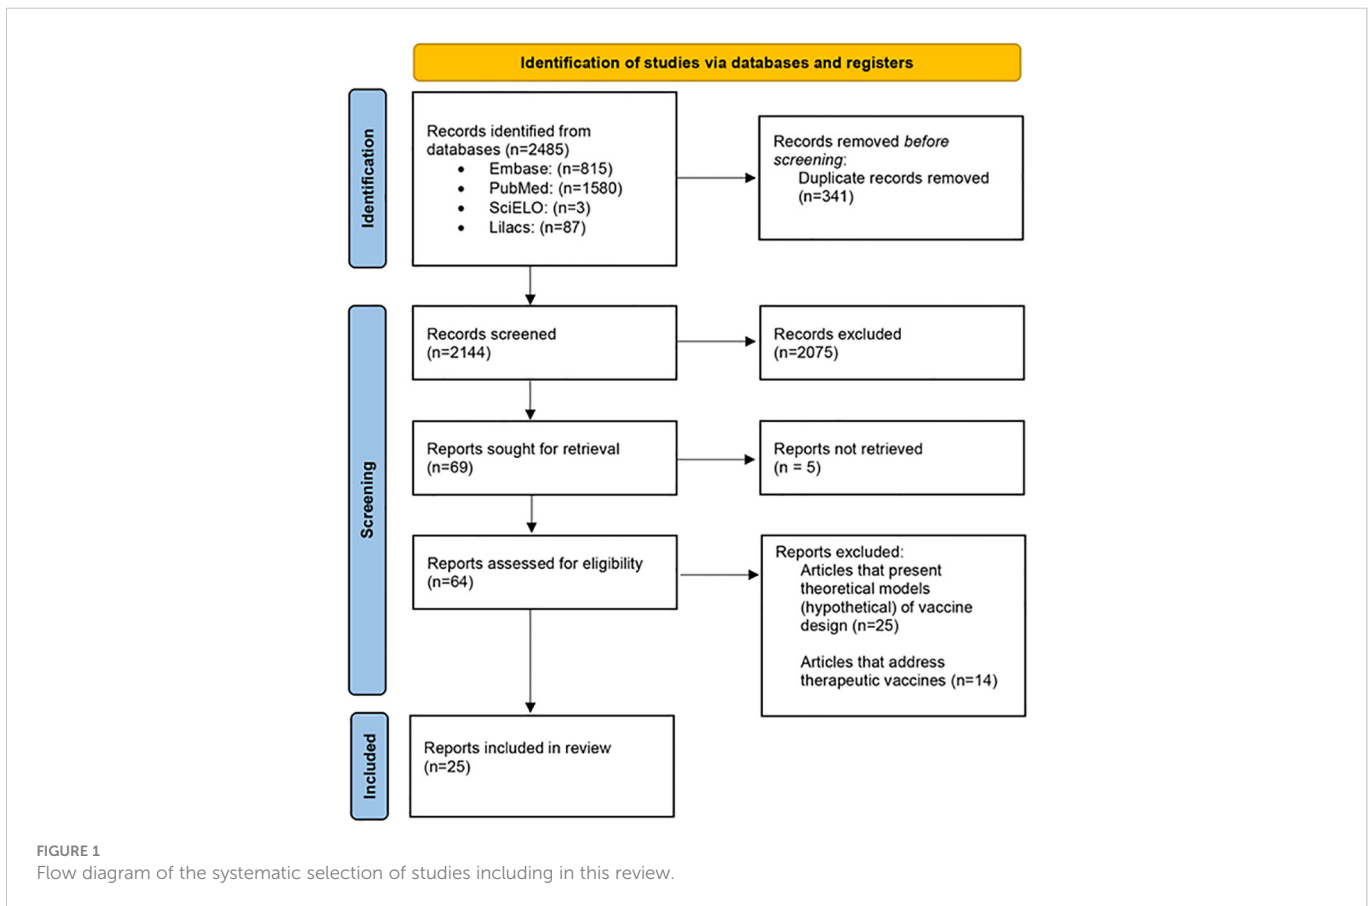 Identification of studies via databases and registers
Identification
Records identified from
databases (n=2485)
• Embase: (n=815)
• PubMed: (n=1580)
• SciELO: (n=3)
• Lilacs: (n=87)
Records removed before
screening:
Duplicate records removed
(n=341)
Screening
Records screened
(n=2144)
Records excluded
(n=2075)
Reports sought for retrieval
(n=69)
Reports not retrieved
(n = 5)
Reports assessed for eligibility
(n=64)
Reports excluded:
Articles that present
theoretical models
(hypothetical) of vaccine
design (n=25)
Articles that address
therapeutic vaccines (n=14)
Included
Reports included in review
(n=25)
FIGURE 1
Flow diagram of the systematic selection of studies including in this review.